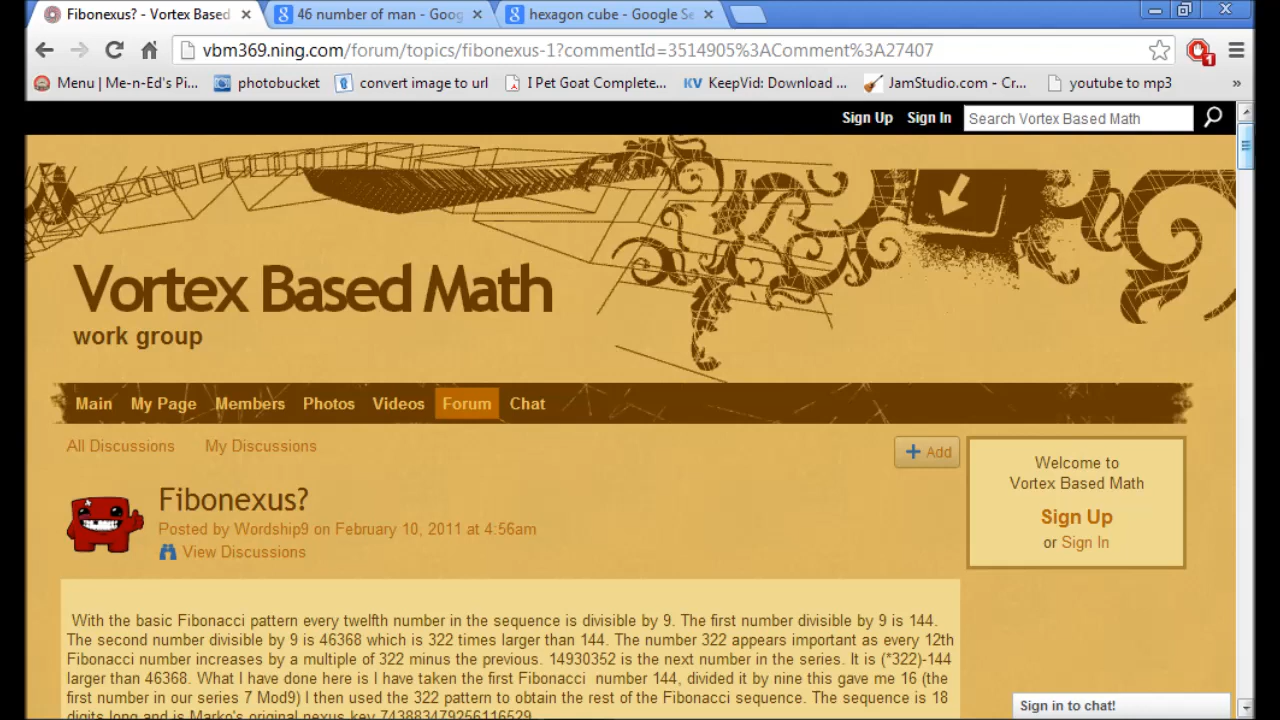 Fibonexus? - Vortex Based
46 number of man - Goog
hexagon cube - Google Se
vbm369.ning.com/forum/topics/fibonexus-1?commentId=3514905%3AComment%3A27407
1
Menu | Me-n-Ed's Pi...
photobucket
convert image to url
I Pet Goat Complete...
KV KeepVid: Download ...
JamStudio.com - Cr...
youtube to mp3
»
Sign Up Sign In Search Vortex Based Math
Vortex Based Math
work group
Main My Page Members Photos Videos Forum Chat
All Discussions My Discussions
+ Add
Welcome to
Vortex Based Math
Sign Up
or Sign In
Fibonexus?
Posted by Wordship9 on February 10, 2011 at 4:56am
View Discussions
With the basic Fibonacci pattern every twelfth number in the sequence is divisible by 9. The first number divisible by 9 is 144.
The second number divisible by 9 is 46368 which is 322 times larger than 144. The number 322 appears important as every 12th
Fibonacci number increases by a multiple of 322 minus the previous. 14930352 is the next number in the series. It is (*322)-144
larger than 46368. What I have done here is I have taken the first Fibonacci number 144, divided it by nine this gave me 16 (the
first number in our series 7 Mod9) I then used the 322 pattern to obtain the rest of the Fibonacci sequence. The sequence is 18
digits long and is Marko's original nexus key 743883479256116529
Sign in to chat!